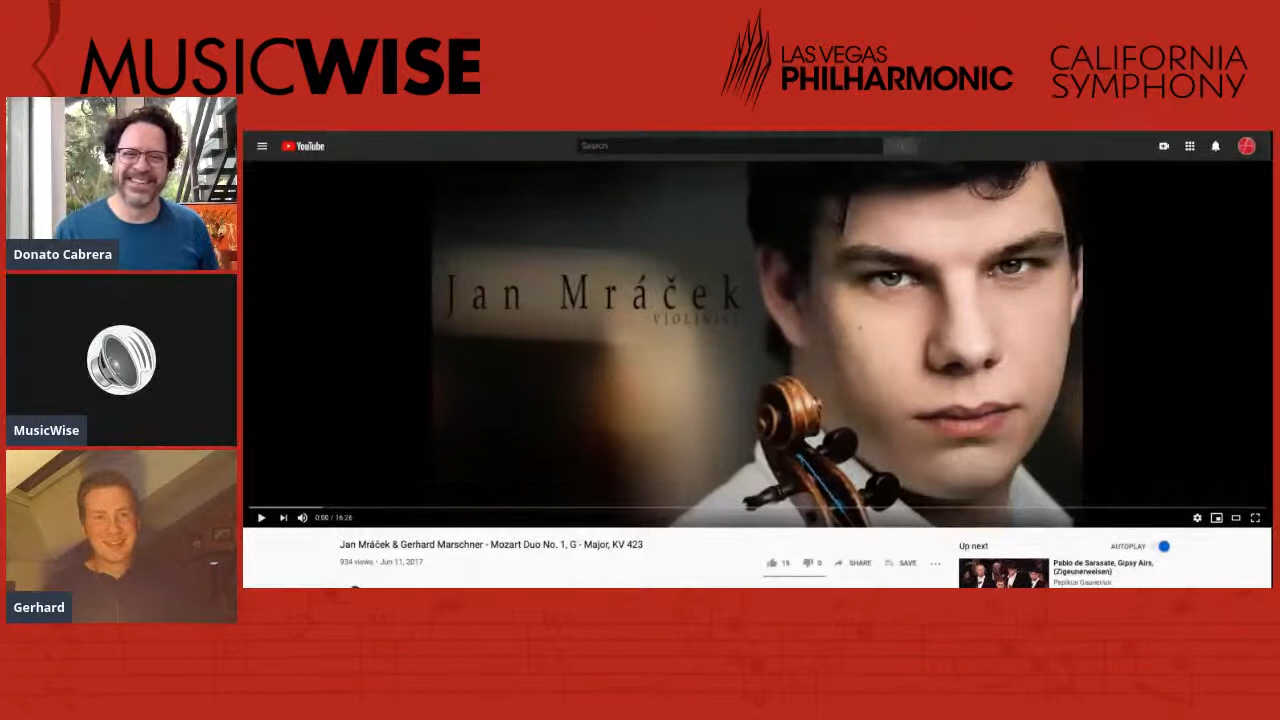 MUSICWISE
LAS VEGAS
PHILHARMONIC
CALIFORNIA
SYMPHONY
Donato Cabrera
MusicWise
Gerhard
YouTube
Search
Jan Mráček
VIOLINIST
0:00 / 16:26
Jan Mráček & Gerhard Marschner - Mozart Duo No. 1, G - Major, KV 423
934 views • Jun 11, 2017
19
0
SHARE
SAVE
Up next
AUTOPLAY
Pablo de Sarasate, Gipsy Airs,
(Zigeunerweisen)